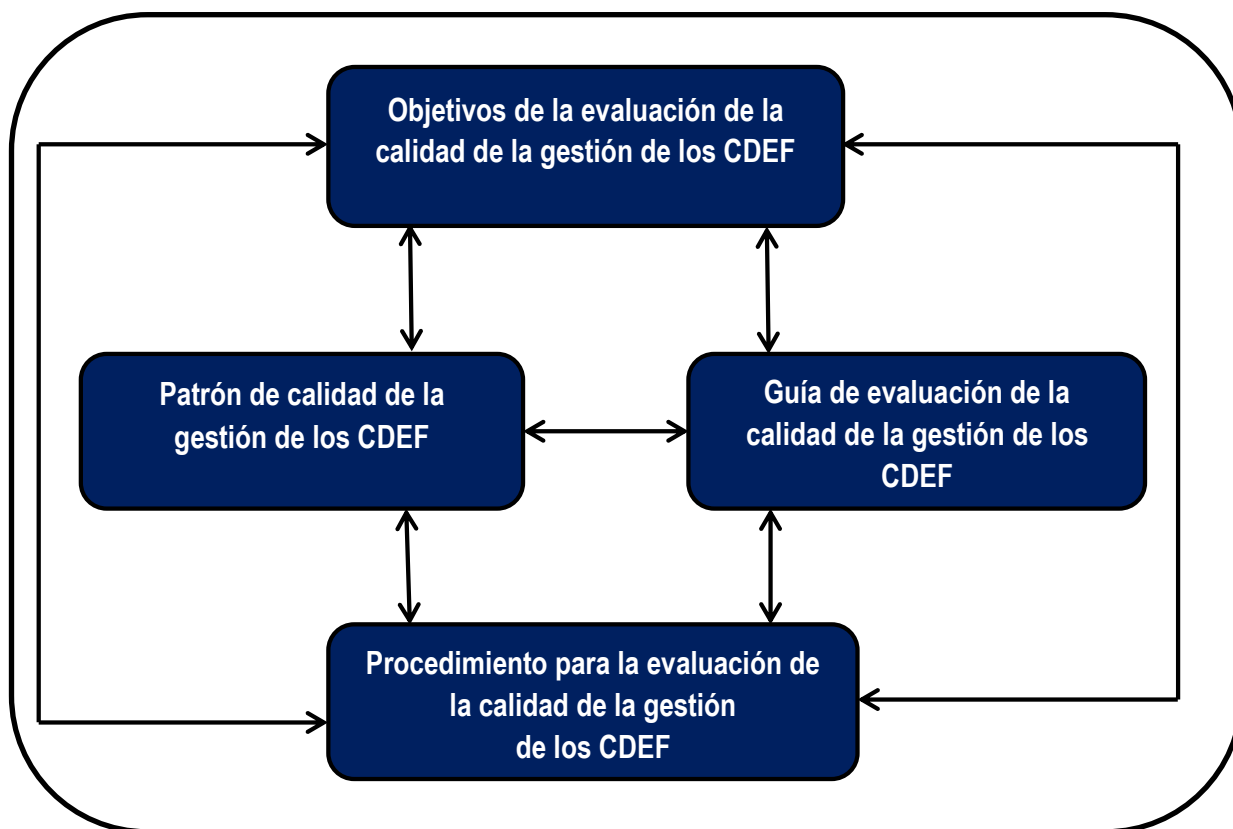 Objetivos de la evaluación de la
calidad de la gestión de los CDEF
Patrón de calidad de la
gestión de los CDEF
Guía de evaluación de la
calidad de la gestión de los
CDEF
Procedimiento para la evaluación de
la calidad de la gestión
de los CDEF